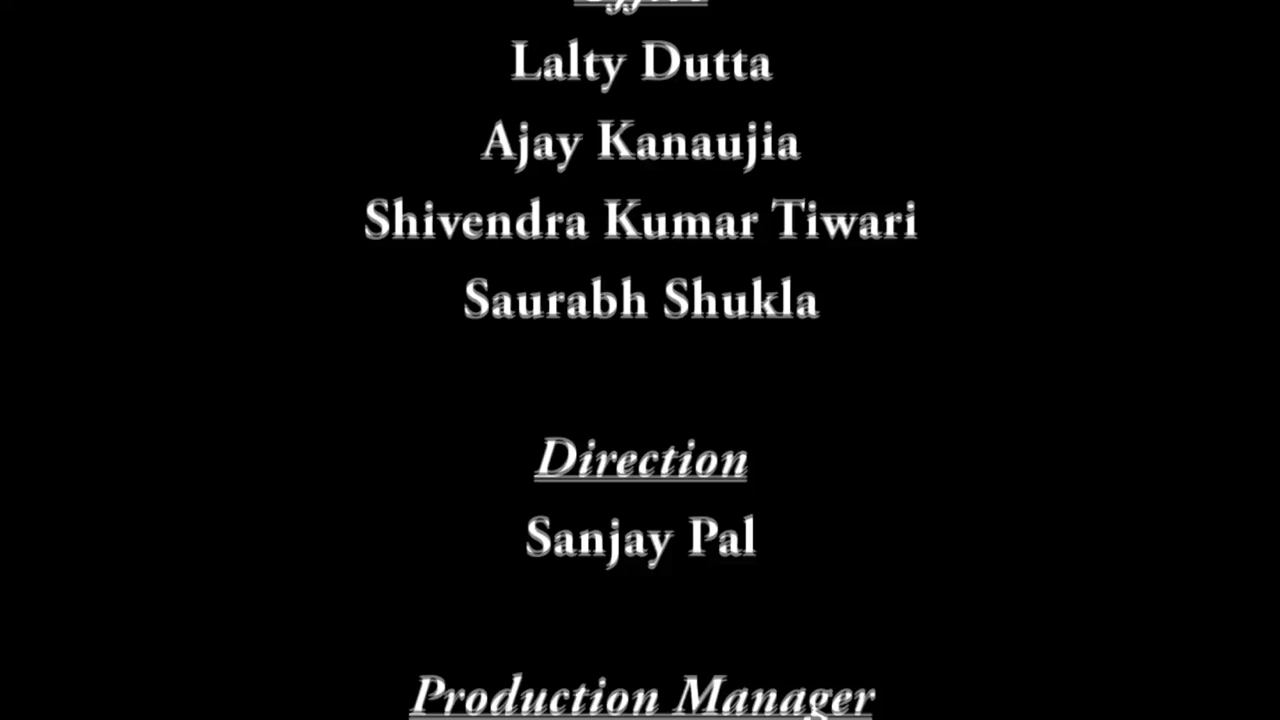 Lalty Dutta
Ajay Kanaujia
Shivendra Kumar Tiwari
Saurabh Shukla
Direction
Sanjay Pal
Production Manager